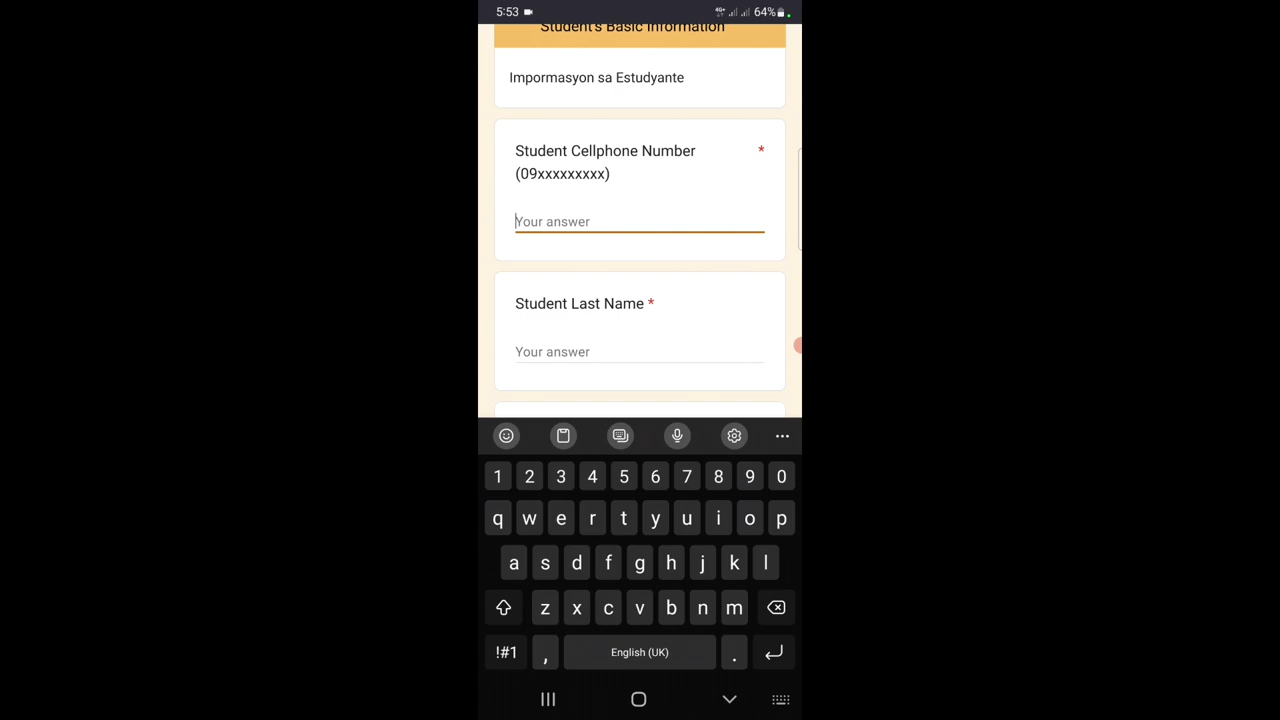 5:53 4G+ 64%
Student's Basic Information
Impormasyon sa Estudyante
Student Cellphone Number *
(09xxxxxxxxx)
Your answer
Student Last Name *
Your answer
1 2 3 4 5 6 7 8 9 0
q w e r t y u i o p
a s d f g h j k l
z x c v b n m
!#1 , English (UK) .